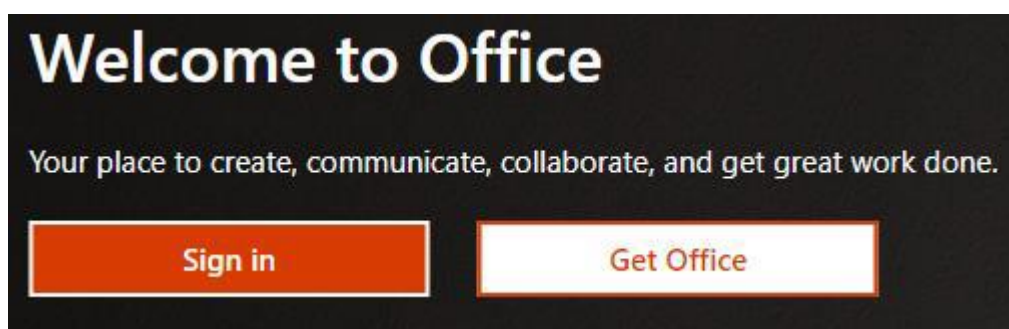 Welcome to Office
Your place to create, communicate, collaborate, and get great work done.
Sign in
Get Office